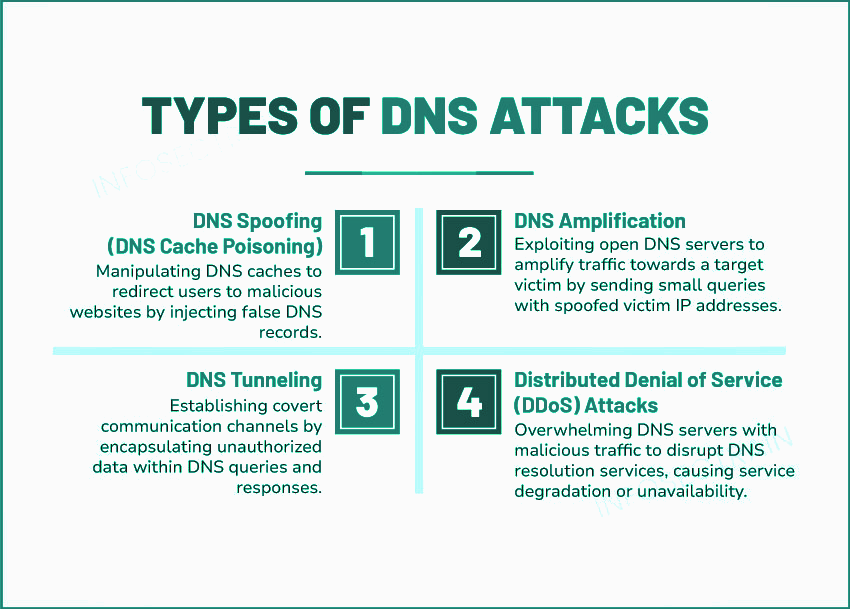 TYPES OF DNS ATTACKS
DNS Spoofing
(DNS Cache Poisoning)
Manipulating DNS caches to
redirect users to malicious
websites by injecting false DNS
records.
1
2
DNS Amplification
Exploiting open DNS servers to
amplify traffic towards a target
victim by sending small queries
with spoofed victim IP addresses.
DNS Tunneling
Establishing covert
communication channels by
encapsulating unauthorized
data within DNS queries and
responses.
3
4
Distributed Denial of Service
(DDoS) Attacks
Overwhelming DNS servers with
malicious traffic to disrupt DNS
resolution services, causing service
degradation or unavailability.